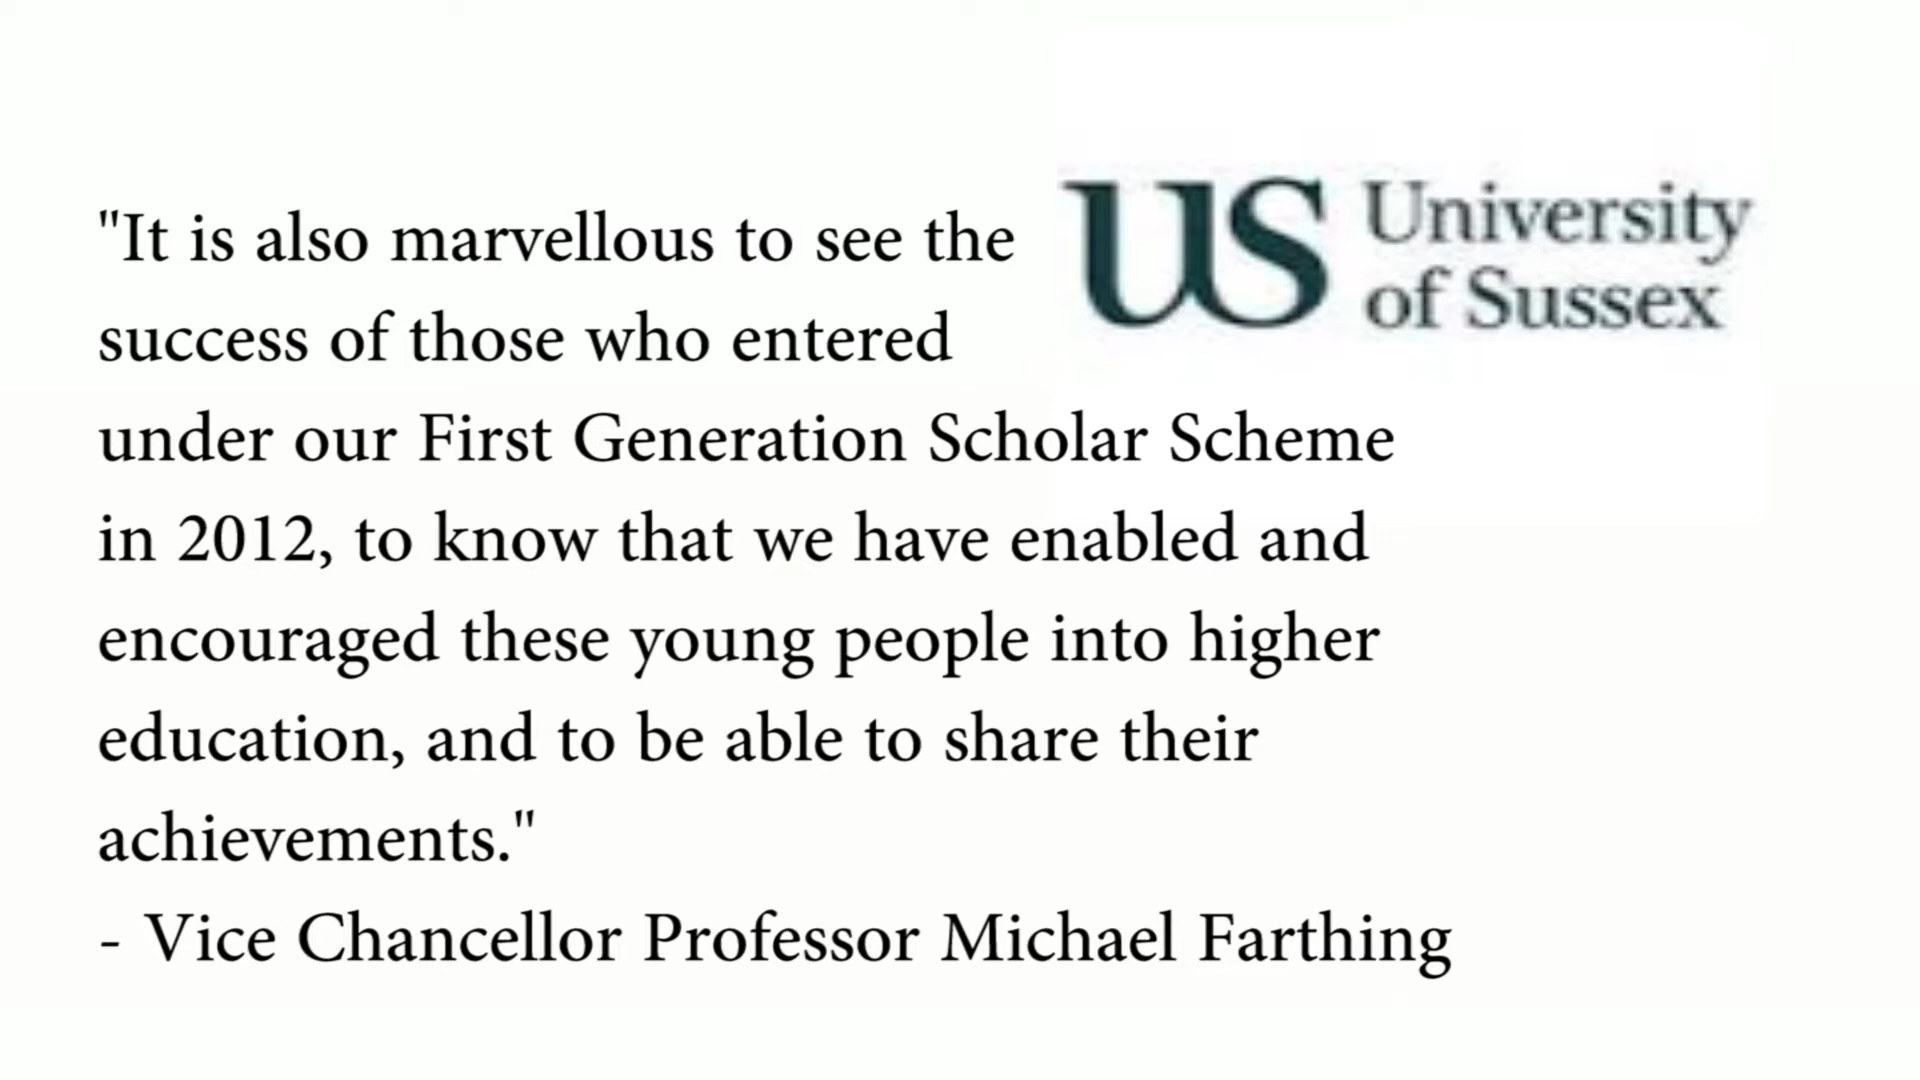 "It is also marvellous to see the
success of those who entered
under our First Generation Scholar Scheme
in 2012, to know that we have enabled and
encouraged these young people into higher
education, and to be able to share their
achievements."
- Vice Chancellor Professor Michael Farthing
us
University
of Sussex